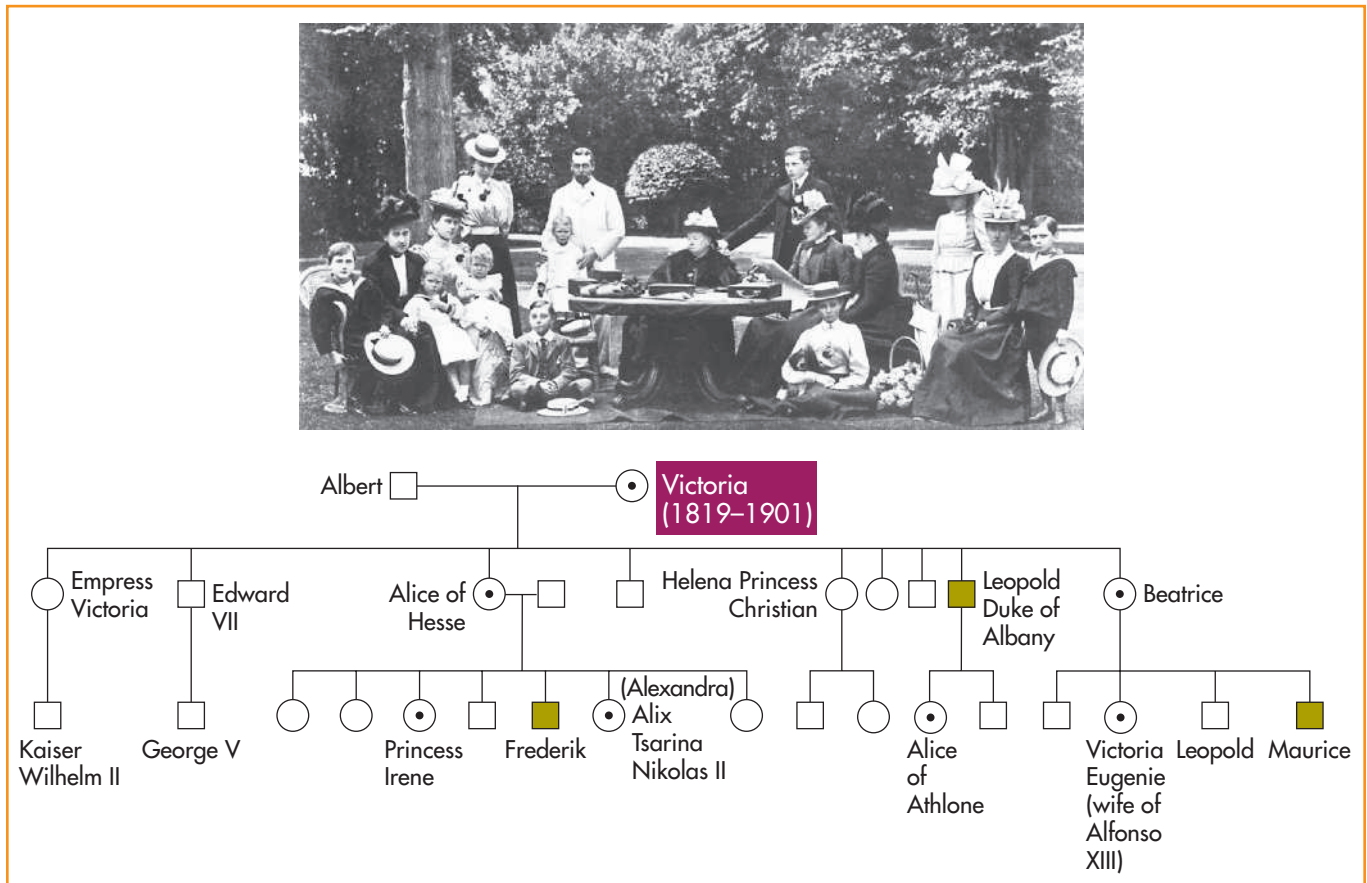 Albert
Victoria
(1819–1901)
Empress
Victoria
Edward
VII
Alice of
Hesse
Helena Princess
Christian
Leopold
Duke of
Albany
Beatrice
Kaiser
Wilhelm II
George V
Princess
Irene
Frederik
(Alexandra)
Alix
Tsarina
Nikolas II
Alice
of
Athlone
Victoria
Eugenie
(wife of
Alfonso
XIII)
Leopold
Maurice